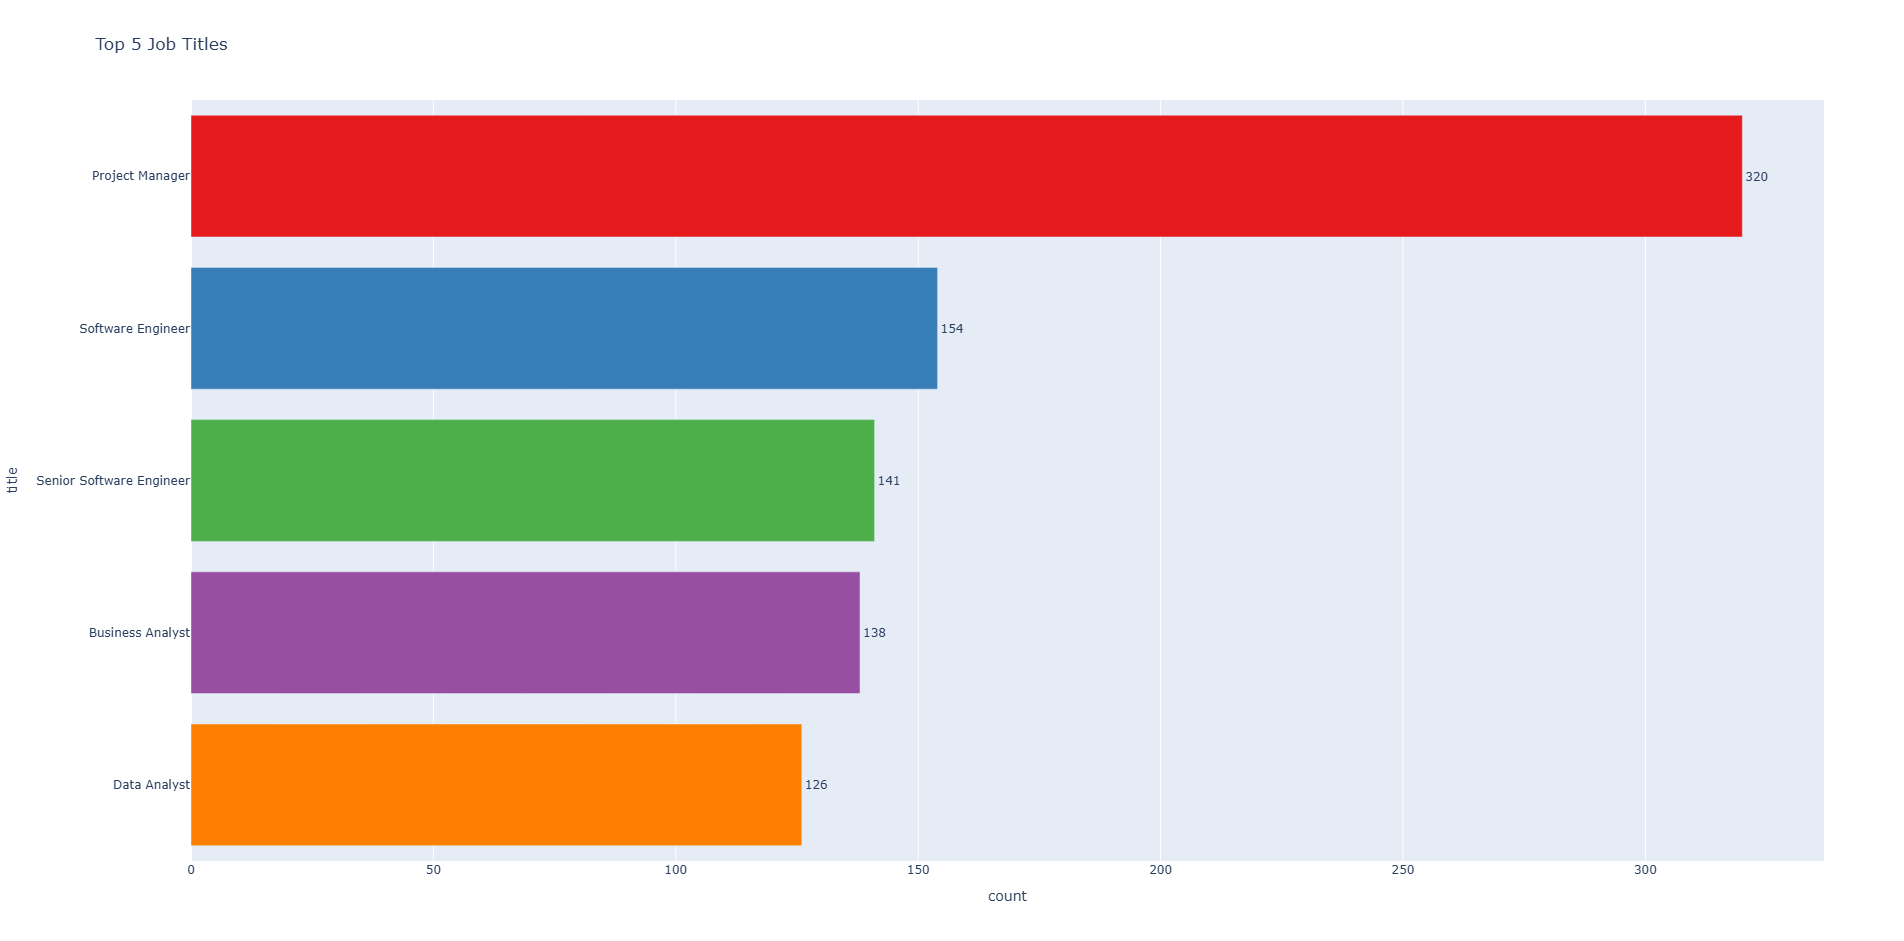 Top 5 Job Titles
Project Manager
320
Software Engineer
154
title
Senior Software Engineer
141
Business Analyst
138
Data Analyst
126
0 50 100 150 200 250 300
count